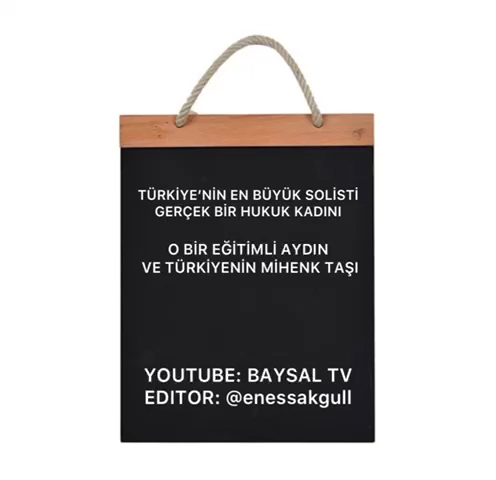 TÜRKİYE’NİN EN BÜYÜK SOLİSTİ
GERÇEK BİR HUKUK KADINI
O BİR EĞİTİMLİ AYDIN
VE TÜRKİYENİN MİHENK TAŞI
YOUTUBE: BAYSAL TV
EDITOR: @enessakgull